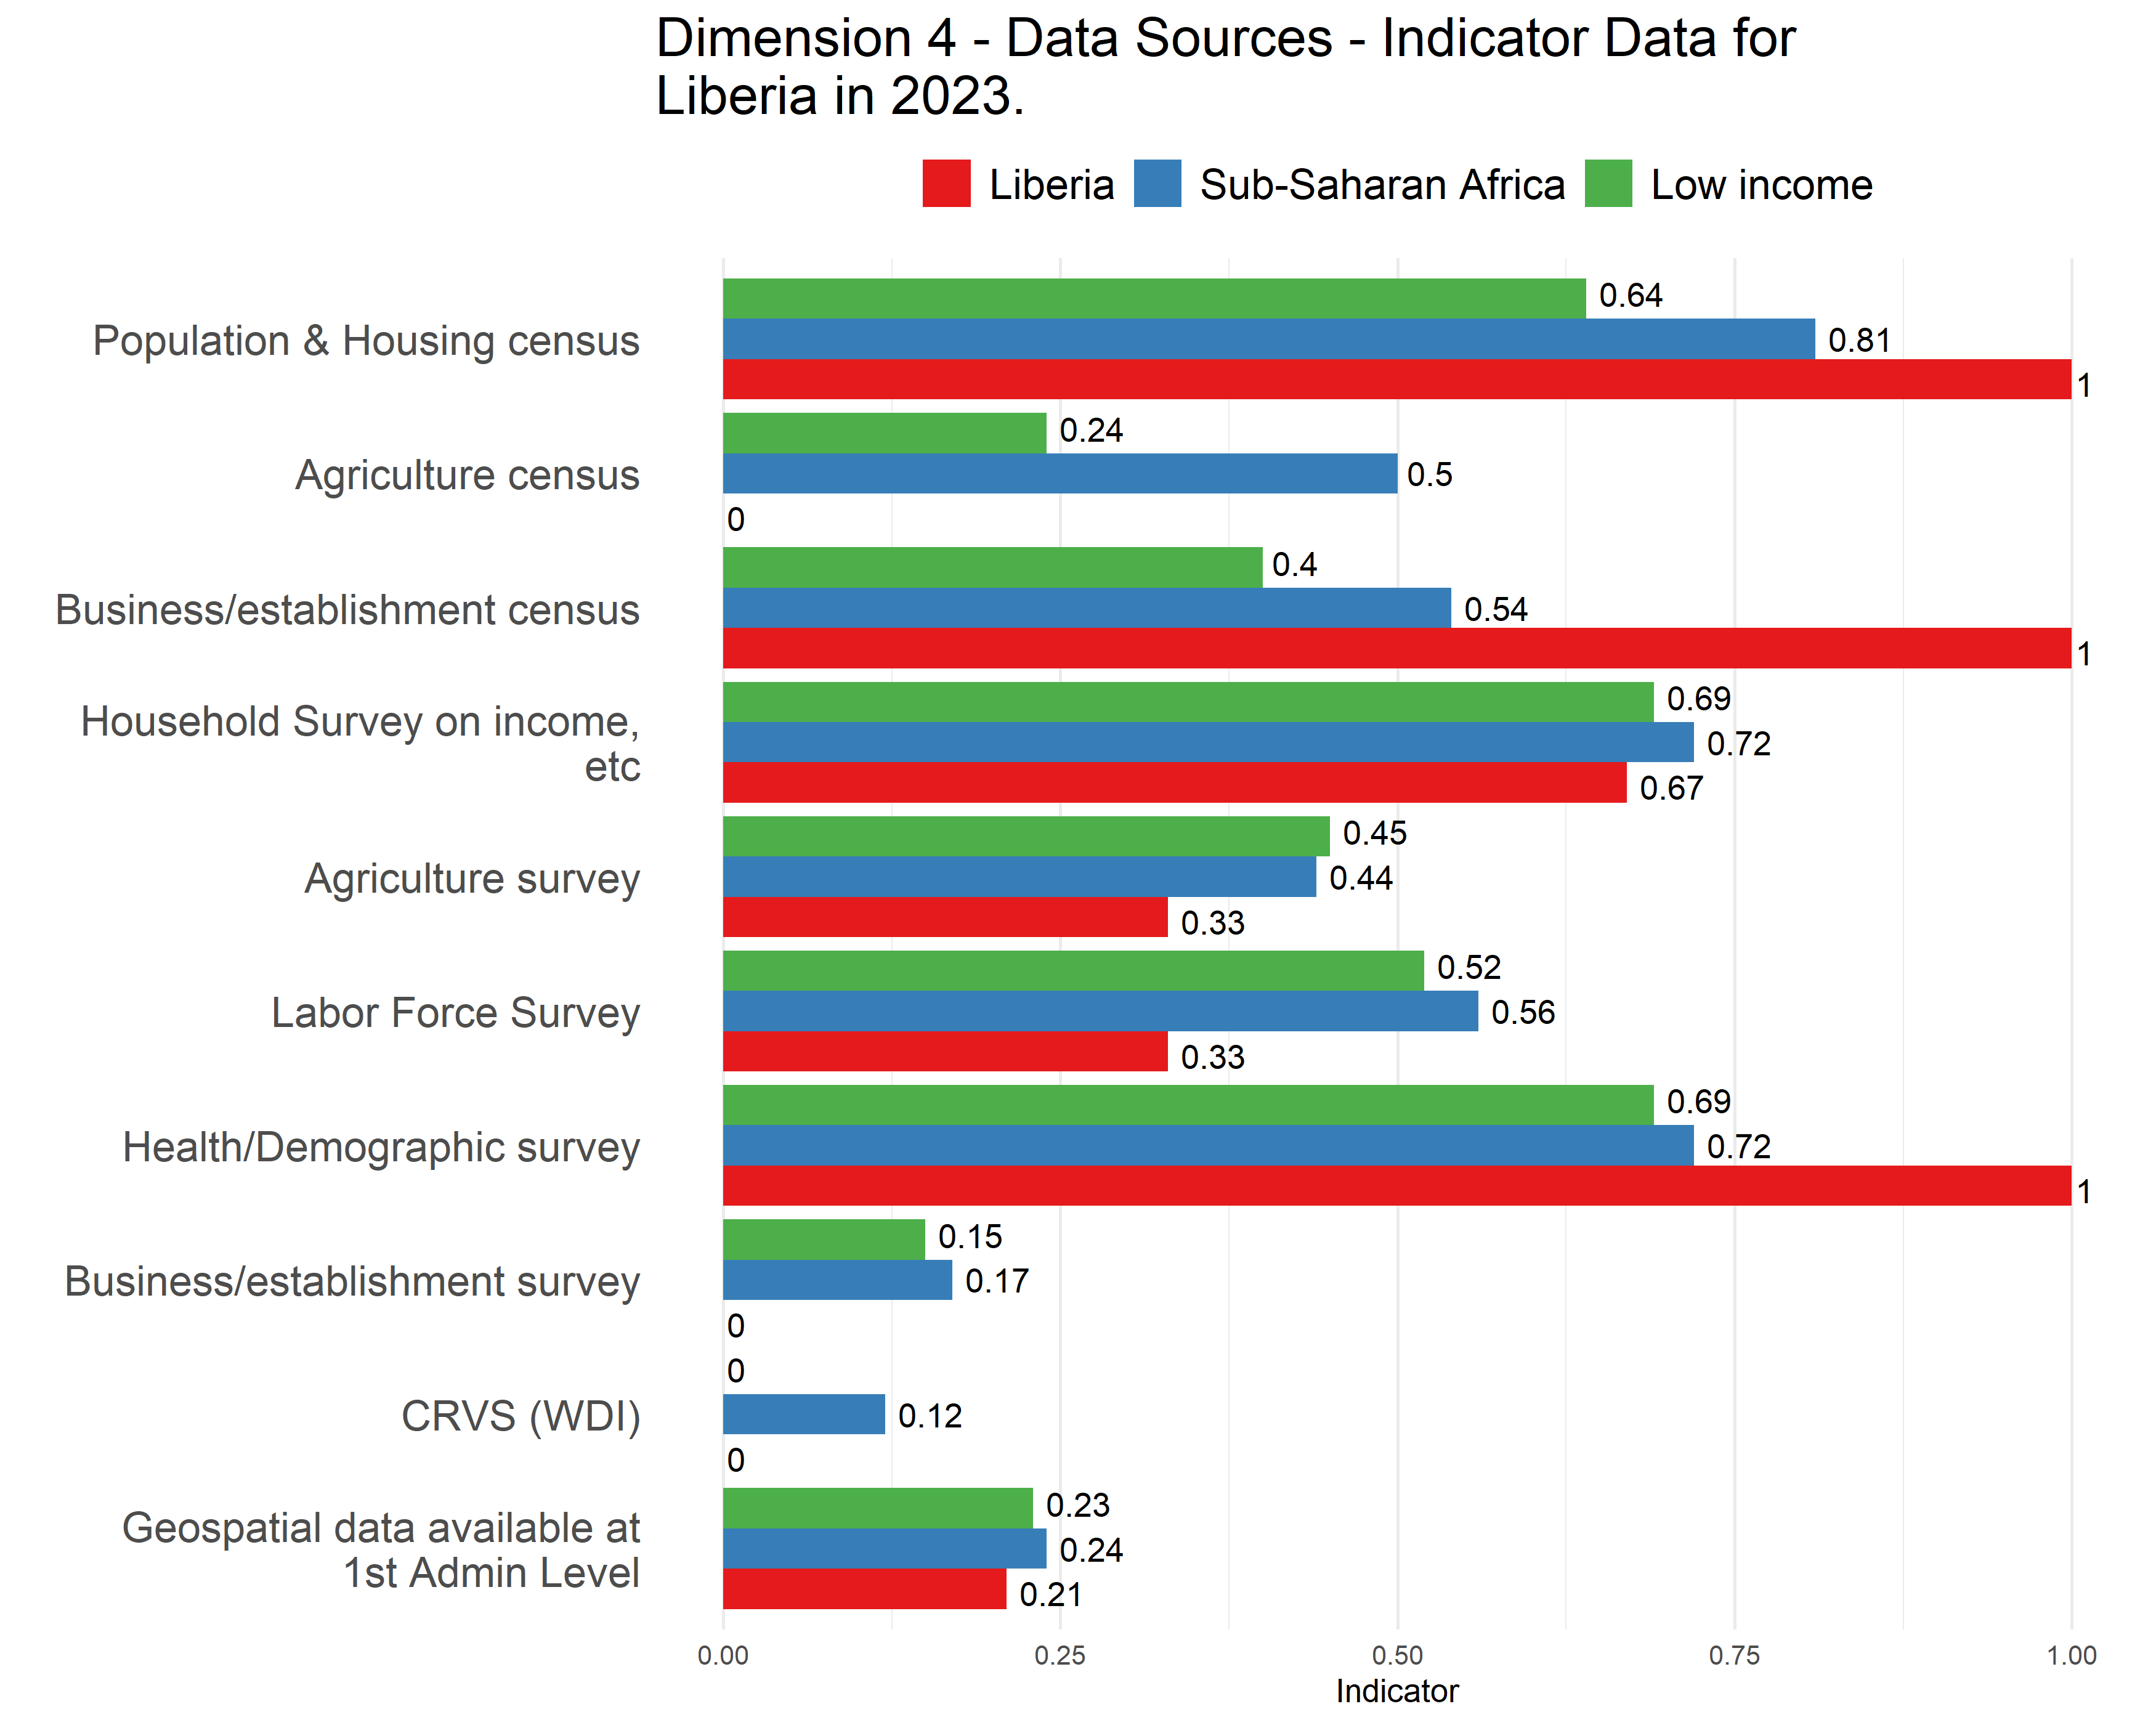 Dimension 4 - Data Sources - Indicator Data for
Liberia in 2023.
Liberia
Sub-Saharan Africa
Low income
Population & Housing census
0.64
0.81
1
Agriculture census
0.24
0.5
0
Business/establishment census
0.4
0.54
1
Household Survey on income,
etc
0.69
0.72
0.67
Agriculture survey
0.45
0.44
0.33
Labor Force Survey
0.52
0.56
0.33
Health/Demographic survey
0.69
0.72
1
Business/establishment survey
0.15
0.17
0
CRVS (WDI)
0
0.12
0
Geospatial data available at
1st Admin Level
0.23
0.24
0.21
0.00
0.25
0.50
0.75
1.00
Indicator